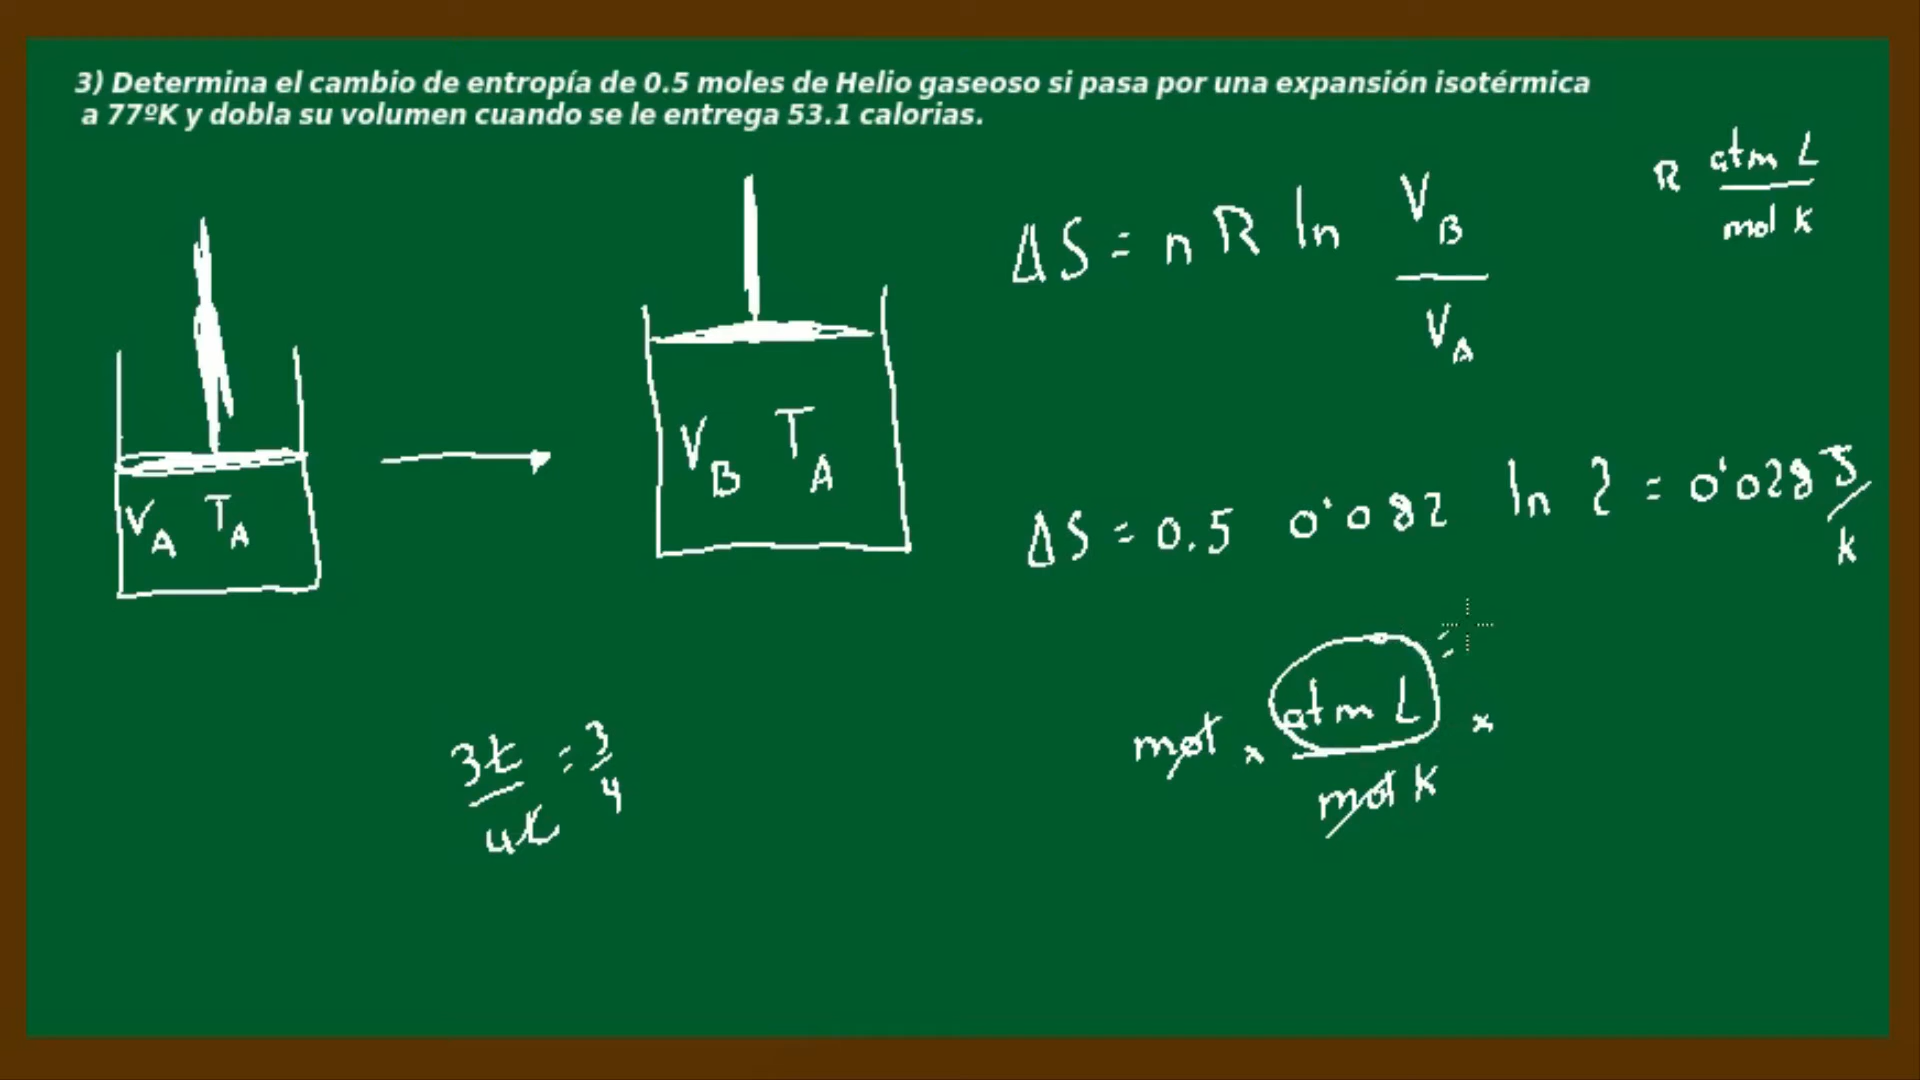 3) Determina el cambio de entropía de 0.5 moles de Helio gaseoso si pasa por una expansión isotérmica
a 77ºK y dobla su volumen cuando se le entrega 53.1 calorias.
R atm L / mol K
ΔS = n R ln V_B / V_A
V_A T_A
V_B T_A
ΔS = 0.5 0'082 ln 2 = 0'028 J/K
mol x atm L / mol K x =
3t / 4t = 3/4